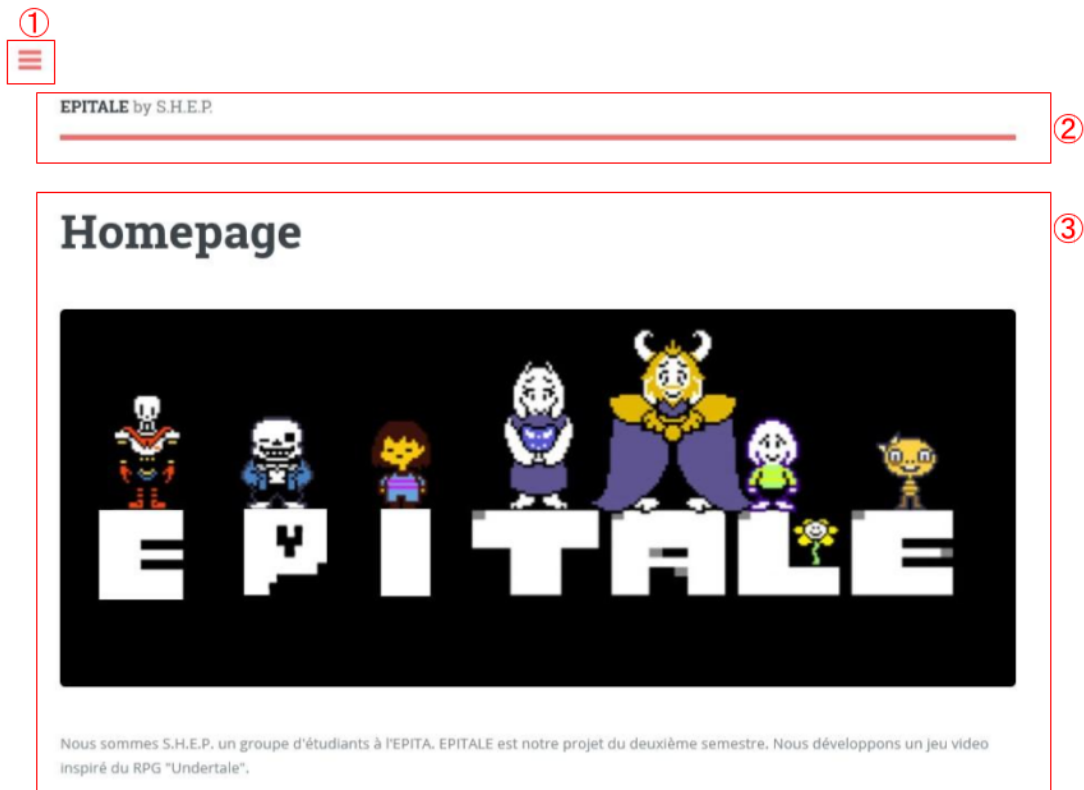 ①
EPITALE by S.H.E.P.
②
Homepage
③
EPITALE
Nous sommes S.H.E.P. un groupe d'étudiants à l'EPITA. EPITALE est notre projet du deuxième semestre. Nous développons un jeu video
inspiré du RPG "Undertale".